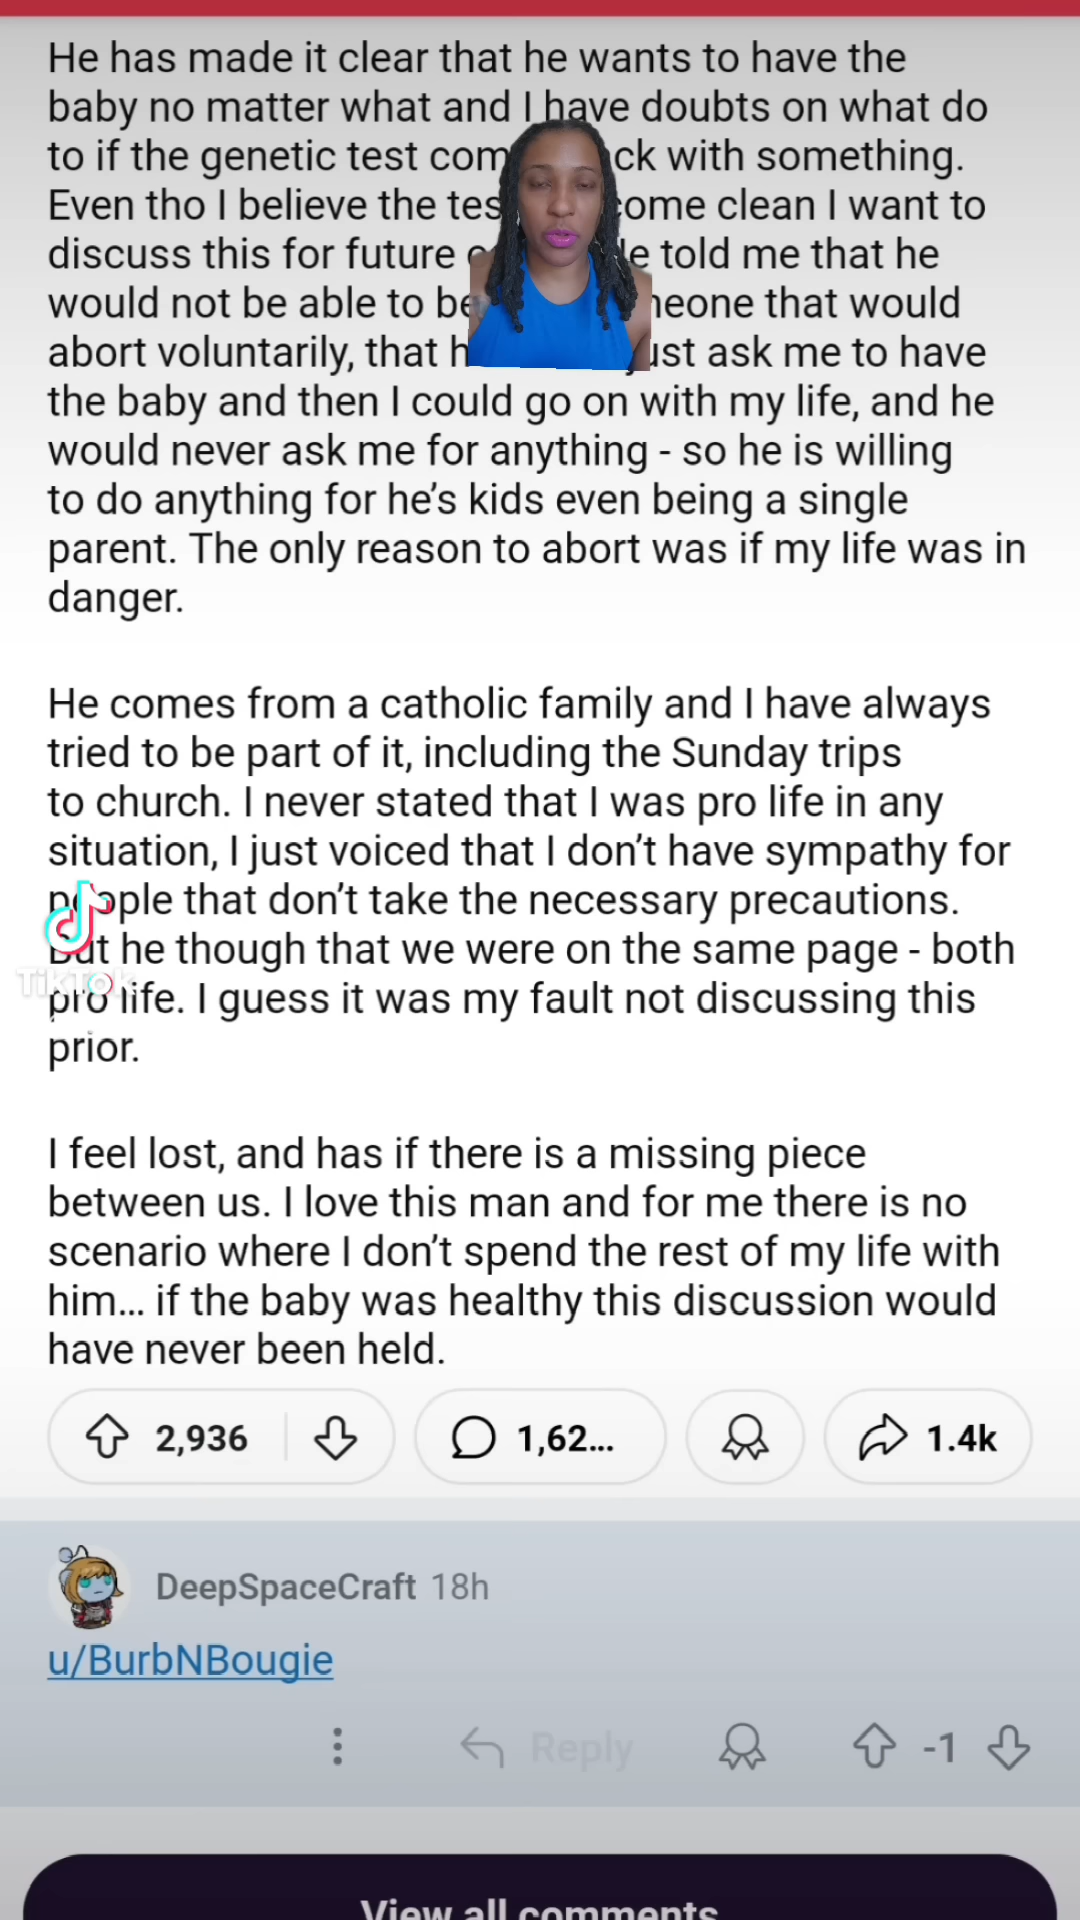 He has made it clear that he wants to have the
baby no matter what and I have doubts on what do
to if the genetic test com ck with something.
Even tho I believe the tes come clean I want to
discuss this for future told me that he
would not be able to be that would
abort voluntarily, that ask me to have
the baby and then I could go on with my life, and he
would never ask me for anything - so he is willing
to do anything for he's kids even being a single
parent. The only reason to abort was if my life was in
danger.
He comes from a catholic family and I have always
tried to be part of it, including the Sunday trips
to church. I never stated that I was pro life in any
situation, I just voiced that I don't have sympathy for
people that don't take the necessary precautions.
But he though that we were on the same page - both
pro life. I guess it was my fault not discussing this
prior.
TikTok
I feel lost, and has if there is a missing piece
between us. I love this man and for me there is no
scenario where I don't spend the rest of my life with
him... if the baby was healthy this discussion would
have never been held.
2,936 1,62... 1.4k
DeepSpaceCraft 18h
u/BurbNBougie
Reply -1
View all comments